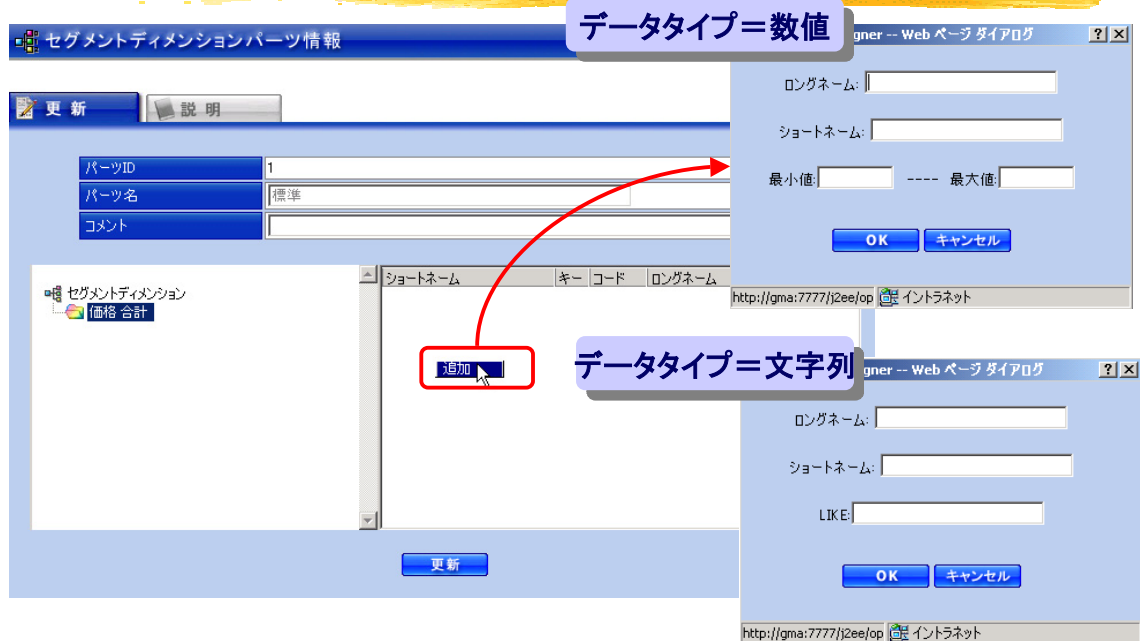 データタイプ＝数値
セグメントディメンションパーツ情報
更新
説明
パーツID
1
パーツ名
標準
コメント
セグメントディメンション
価格 合計
ショートネーム
キー
コード
ロングネーム
追加
更新
gner -- Web ページ ダイアログ
ロングネーム:
ショートネーム:
最小値:
---- 最大値:
OK
キャンセル
http://gma:7777/j2ee/op
イントラネット
データタイプ＝文字列
gner -- Web ページ ダイアログ
ロングネーム:
ショートネーム:
LIKE:
OK
キャンセル
http://gma:7777/j2ee/op
イントラネット